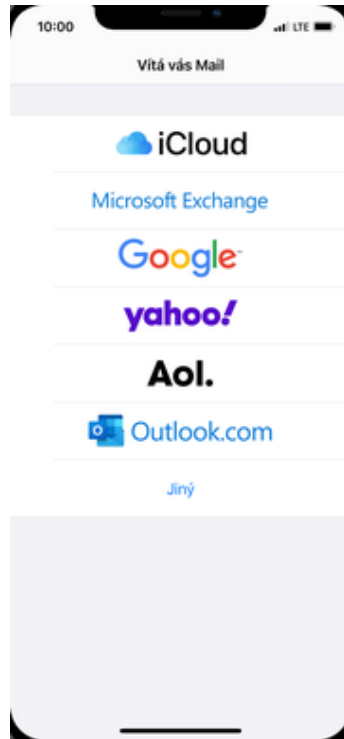 10:00 LTE
Vítá vás Mail
iCloud
Microsoft Exchange
Google
yahoo!
Aol.
Outlook.com
Jiný